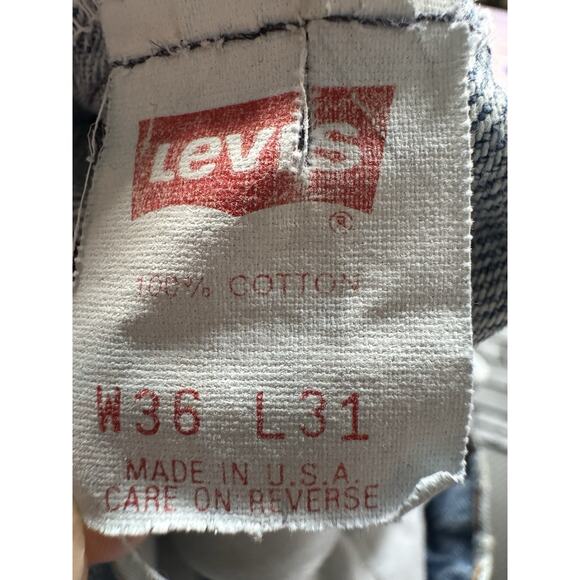 Levi's
®
100% COTTON
W36 L31
MADE IN U.S.A.
CARE ON REVERSE